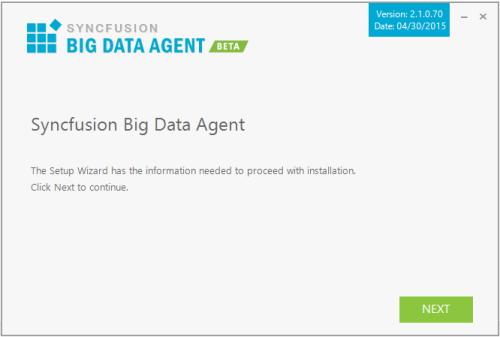 SYNCFUSION
BIG DATA AGENT BETA
Version: 2.1.0.70
Date: 04/30/2015
Syncfusion Big Data Agent
The Setup Wizard has the information needed to proceed with installation.
Click Next to continue.
NEXT